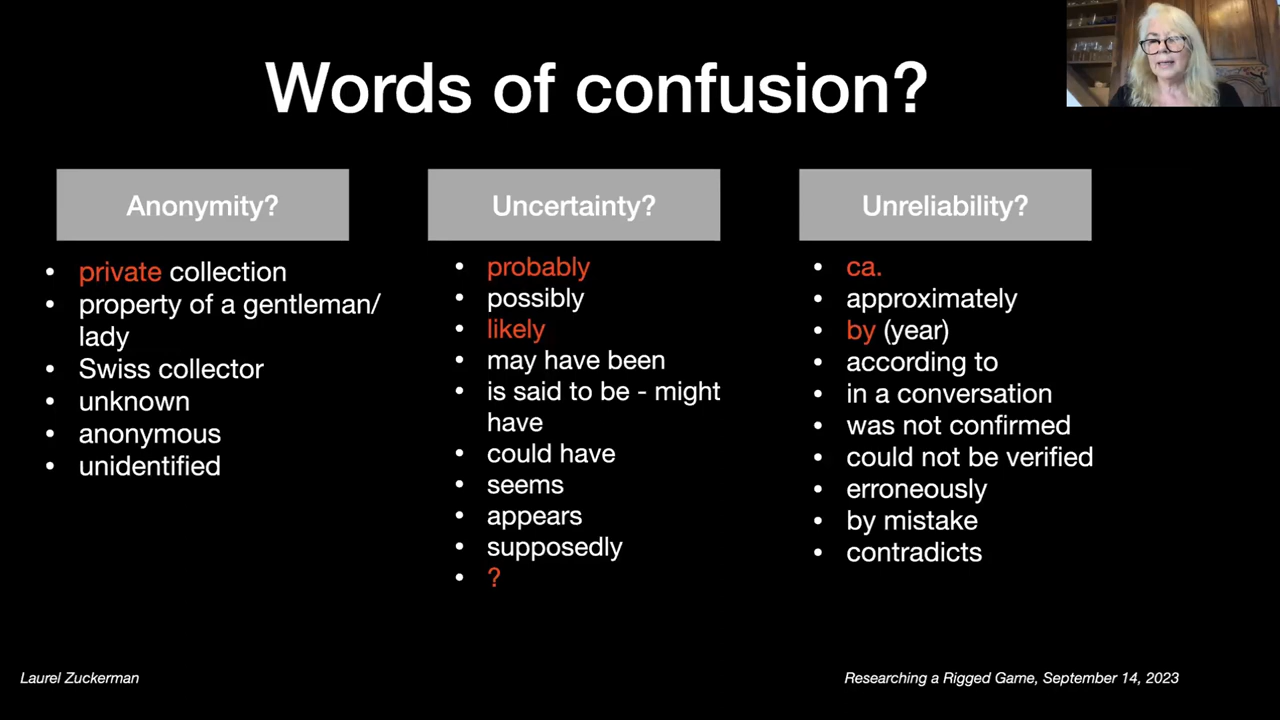 Words of confusion?
Anonymity?
• private collection
• property of a gentleman/
lady
• Swiss collector
• unknown
• anonymous
• unidentified
Uncertainty?
• probably
• possibly
• likely
• may have been
• is said to be - might
have
• could have
• seems
• appears
• supposedly
• ?
Unreliability?
• ca.
• approximately
• by (year)
• according to
• in a conversation
• was not confirmed
• could not be verified
• erroneously
• by mistake
• contradicts
Laurel Zuckerman
Researching a Rigged Game, September 14, 2023